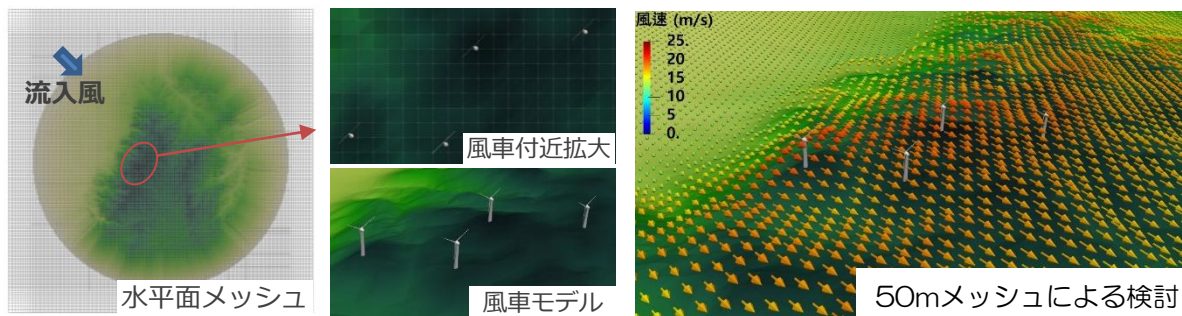 流入風
水平面メッシュ
風車付近拡大
風車モデル
風速 (m/s)
25.
20
15
10
5
0.
50mメッシュによる検討